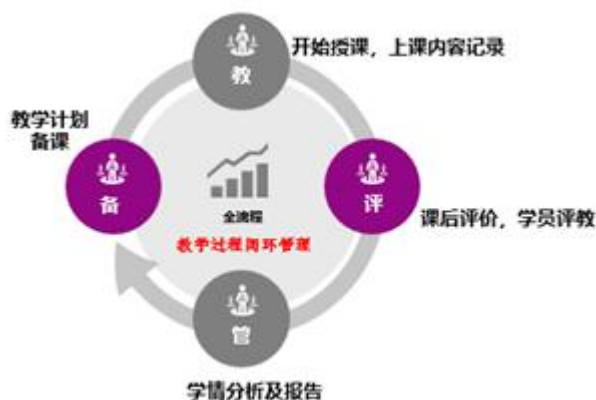 教
开始授课，上课内容记录
教学计划
备课
备
评
全流程
教学过程闭环管理
课后评价，学员评教
管
学情分析及报告